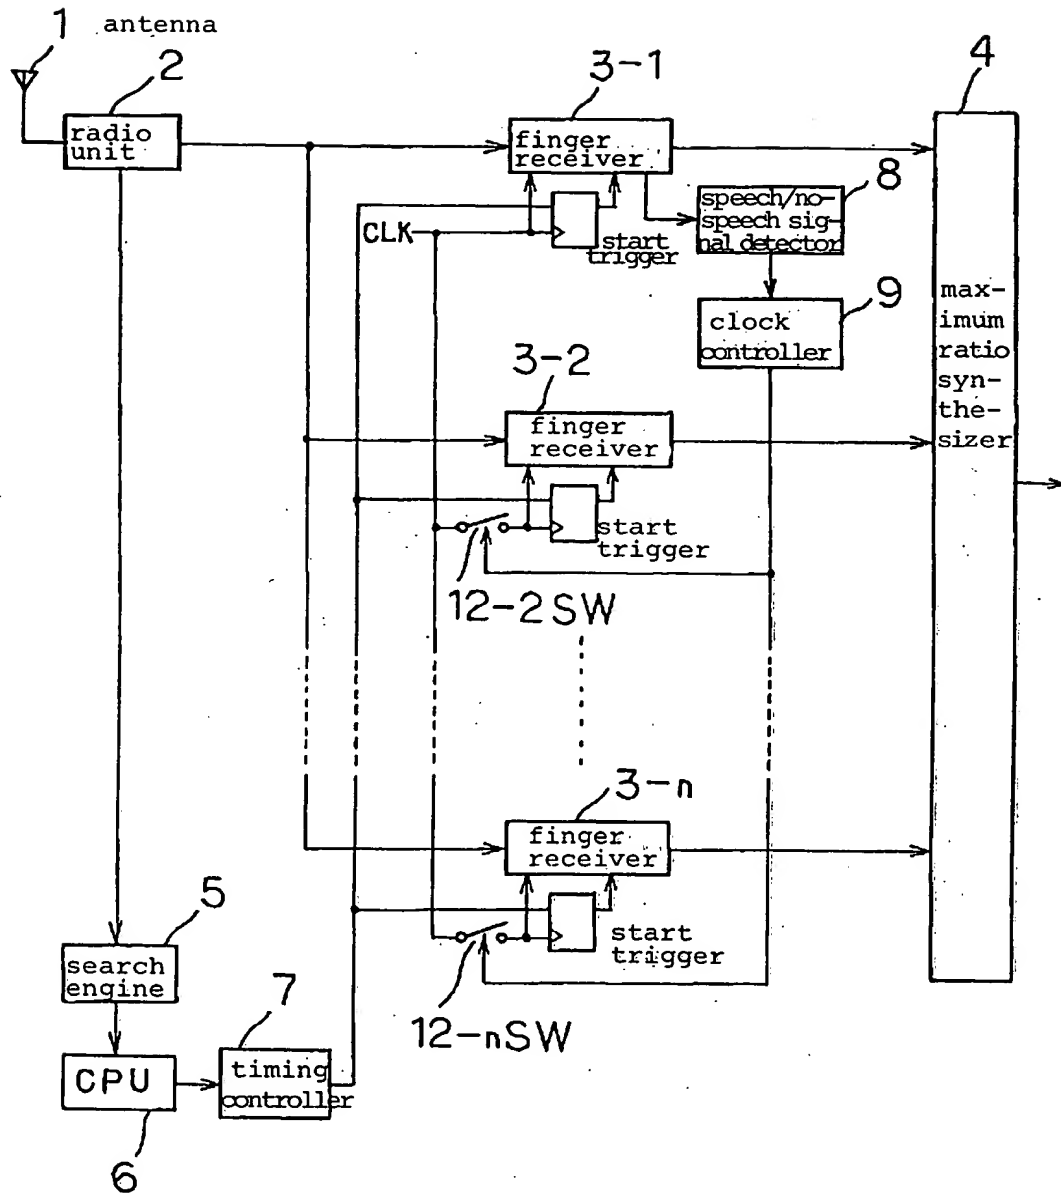 1 antenna
2
radio
unit
3-1
finger
receiver
4
8
speech/no-
speech sig-
nal detector
CLK
start
trigger
9
clock
controller
max-
imum
ratio
syn-
the-
sizer
3-2
finger
receiver
start
trigger
12-2 SW
3-n
finger
receiver
start
trigger
12-nSW
5
search
engine
7
timing
controller
CPU
6